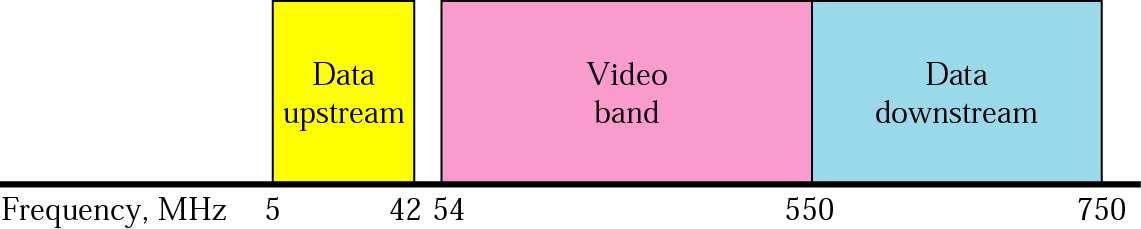 Data
upstream
Video
band
Data
downstream
Frequency, MHz 5 42 54 550 750